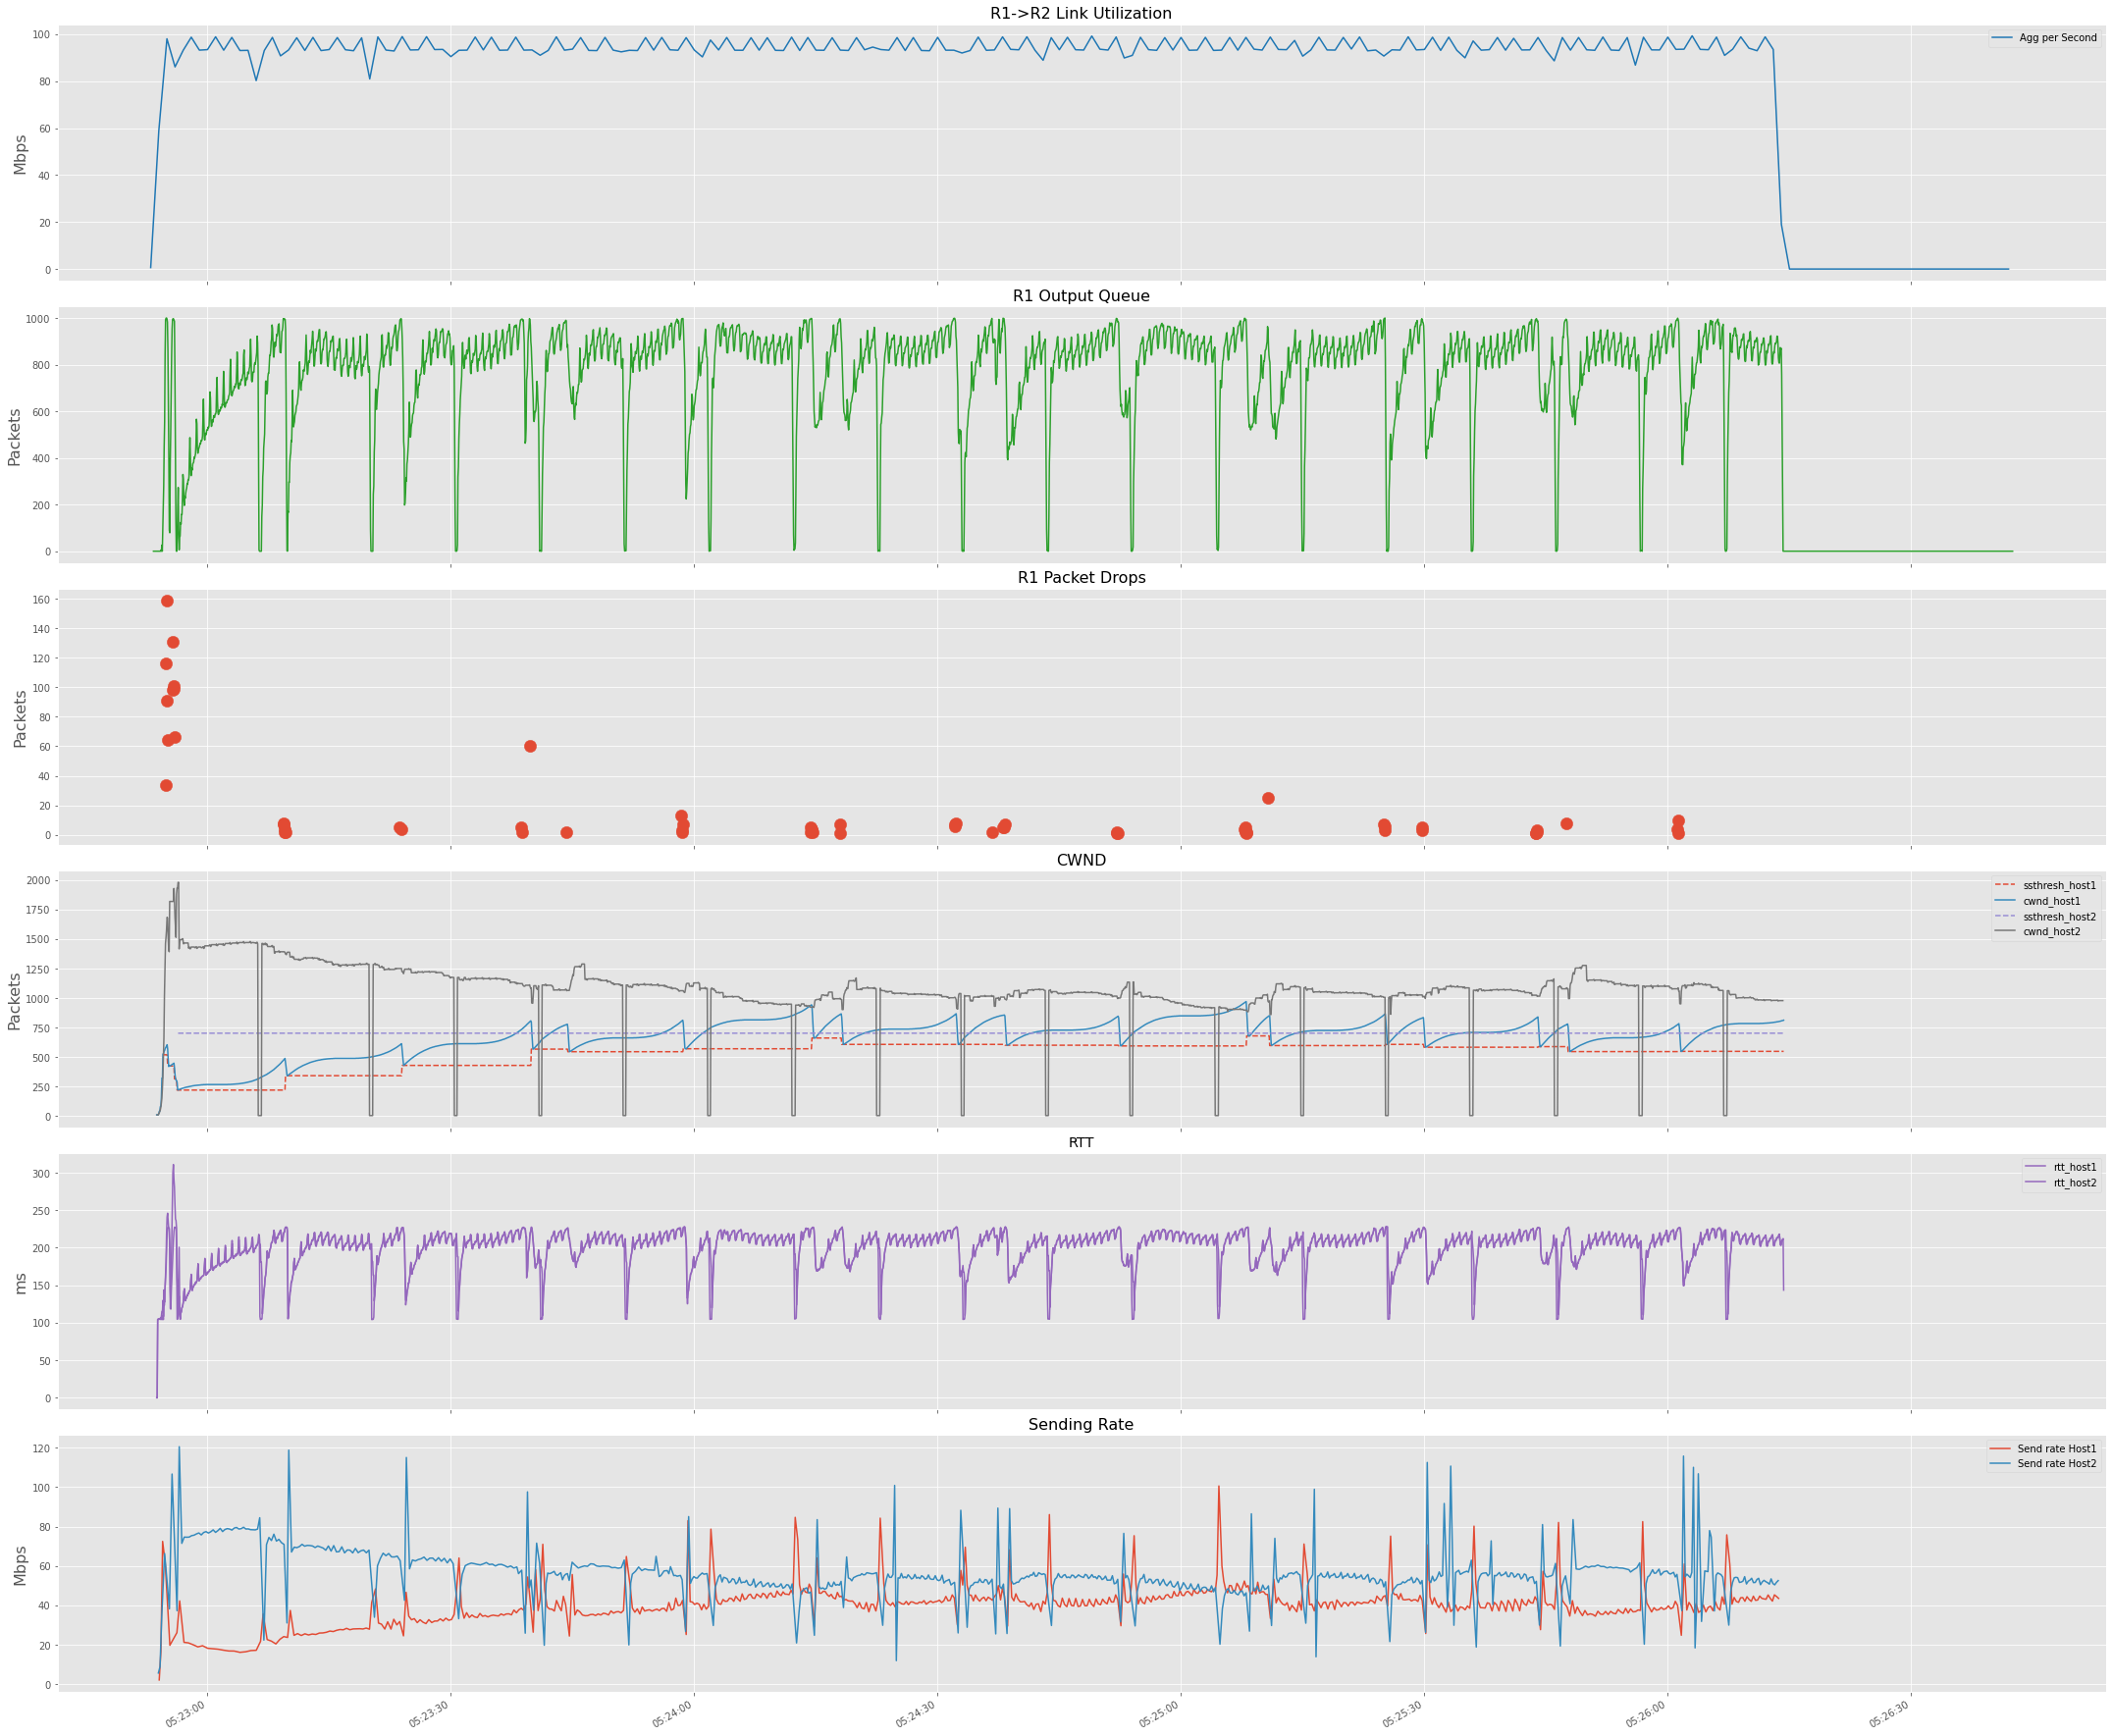 R1->R2 Link Utilization
Mbps
100
80
60
40
20
0
Agg per Second
R1 Output Queue
Packets
1000
800
600
400
200
0
R1 Packet Drops
Packets
160
140
120
100
80
60
40
20
0
CWND
Packets
2000
1750
1500
1250
1000
750
500
250
0
ssthresh_host1
cwnd_host1
ssthresh_host2
cwnd_host2
RTT
ms
300
250
200
150
100
50
0
rtt_host1
rtt_host2
Sending Rate
Mbps
120
100
80
60
40
20
0
Send rate Host1
Send rate Host2
05:23:00
05:23:30
05:24:00
05:24:30
05:25:00
05:25:30
05:26:00
05:26:30